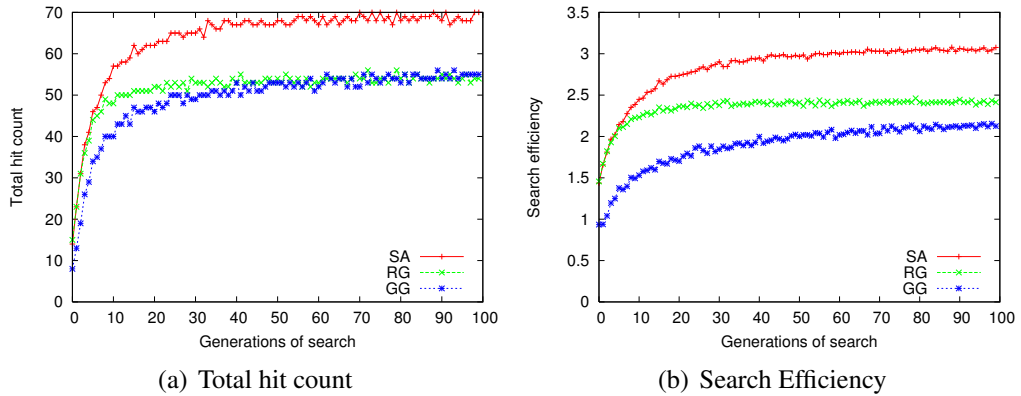 70
60
50
40
30
20
10
0
Total hit count
0 10 20 30 40 50 60 70 80 90 100
Generations of search
SA
RG
GG
(a) Total hit count
3.5
3
2.5
2
1.5
1
0.5
0
Search efficiency
0 10 20 30 40 50 60 70 80 90 100
Generations of search
SA
RG
GG
(b) Search Efficiency